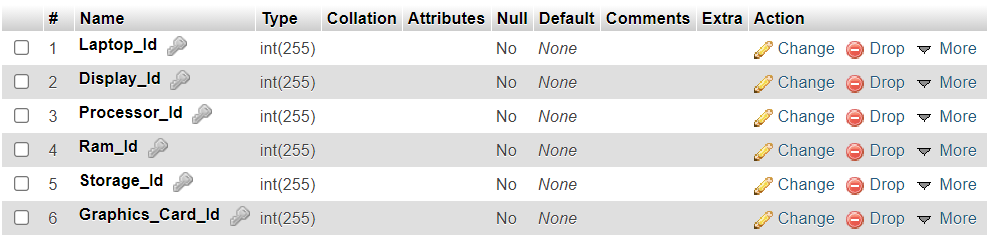 # Name Type Collation Attributes Null Default Comments Extra Action
1 Laptop_Id int(255) No None Change Drop More
2 Display_Id int(255) No None Change Drop More
3 Processor_Id int(255) No None Change Drop More
4 Ram_Id int(255) No None Change Drop More
5 Storage_Id int(255) No None Change Drop More
6 Graphics_Card_Id int(255) No None Change Drop More